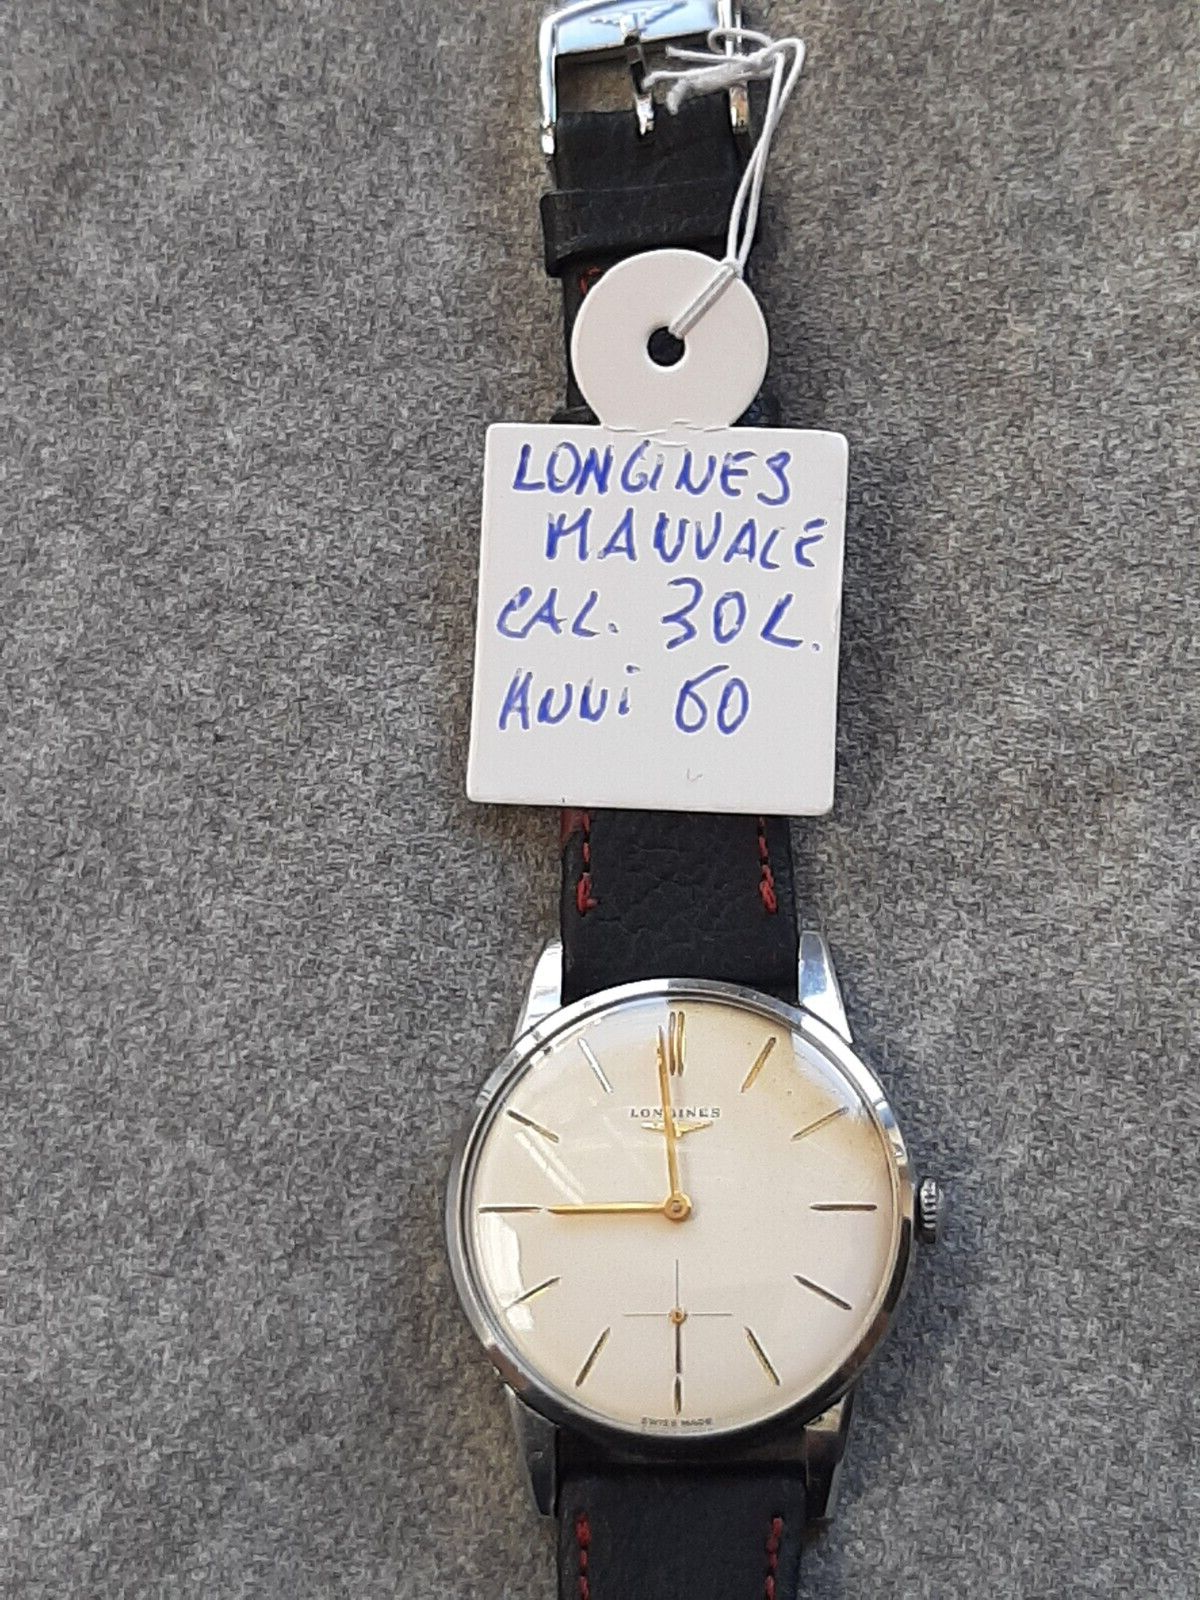 LONGINES
MANUALE
CAL. 30L.
ANNi 60
LONGINES
SWISS MADE